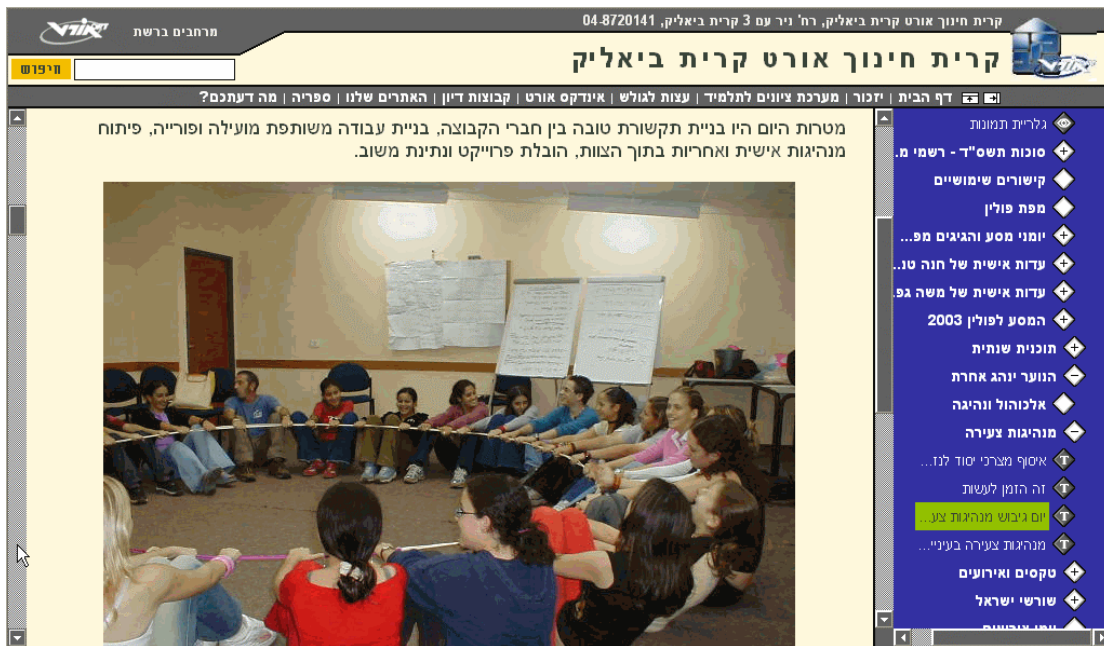 קרית חינוך אורט קרית ביאליק, רח' ניר עם 3 קרית ביאליק, 04-8720141
מרחבים ברשת
אורט
קרית חינוך אורט קרית ביאליק
חיפוש
דף הבית | יזכור | מערכת ציונים לתלמיד | עצות לגולש | אינדקס אורט | קבוצות דיון | האתרים שלנו | ספריה | מה דעתכם?
מטרות היום היו בניית תקשורת טובה בין חברי הקבוצה, בניית עבודה משותפת מועילה ופורייה, פיתוח
מנהיגות אישית ואחריות בתוך הצוות, הובלת פרוייקט ונתינת משוב.
גלריית תמונות
סוכות תשס"ד - רשמי מ.
קישורים שימושיים
מפת פולין
יומני מסע והגיגים מפ...
עדות אישית של חנה טנ..
עדות אישית של משה גפ.
המסע לפולין 2003
תוכנית שנתית
הנוער ינהג אחרת
אלכוהול ונהיגה
מנהיגות צעירה
איסוף מצרכי יסוד לנז...
זה הזמן לעשות
יום גיבוש מנהיגות צע...
מנהיגות צעירה בעיניי...
טקסים ואירועים
שורשי ישראל